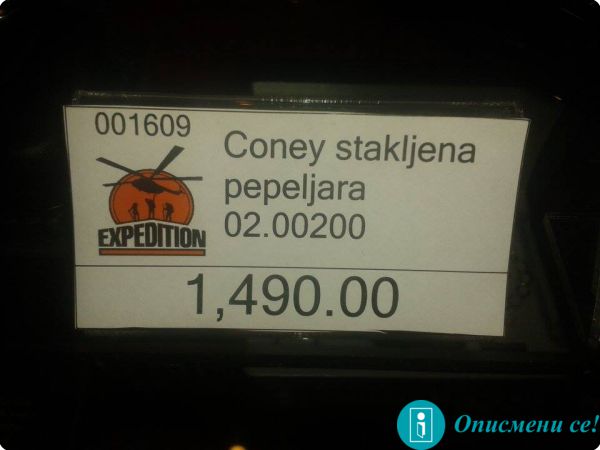 001609
EXPEDITION
Coney stakljena
pepeljara
02.00200
1,490.00
Описмени се!